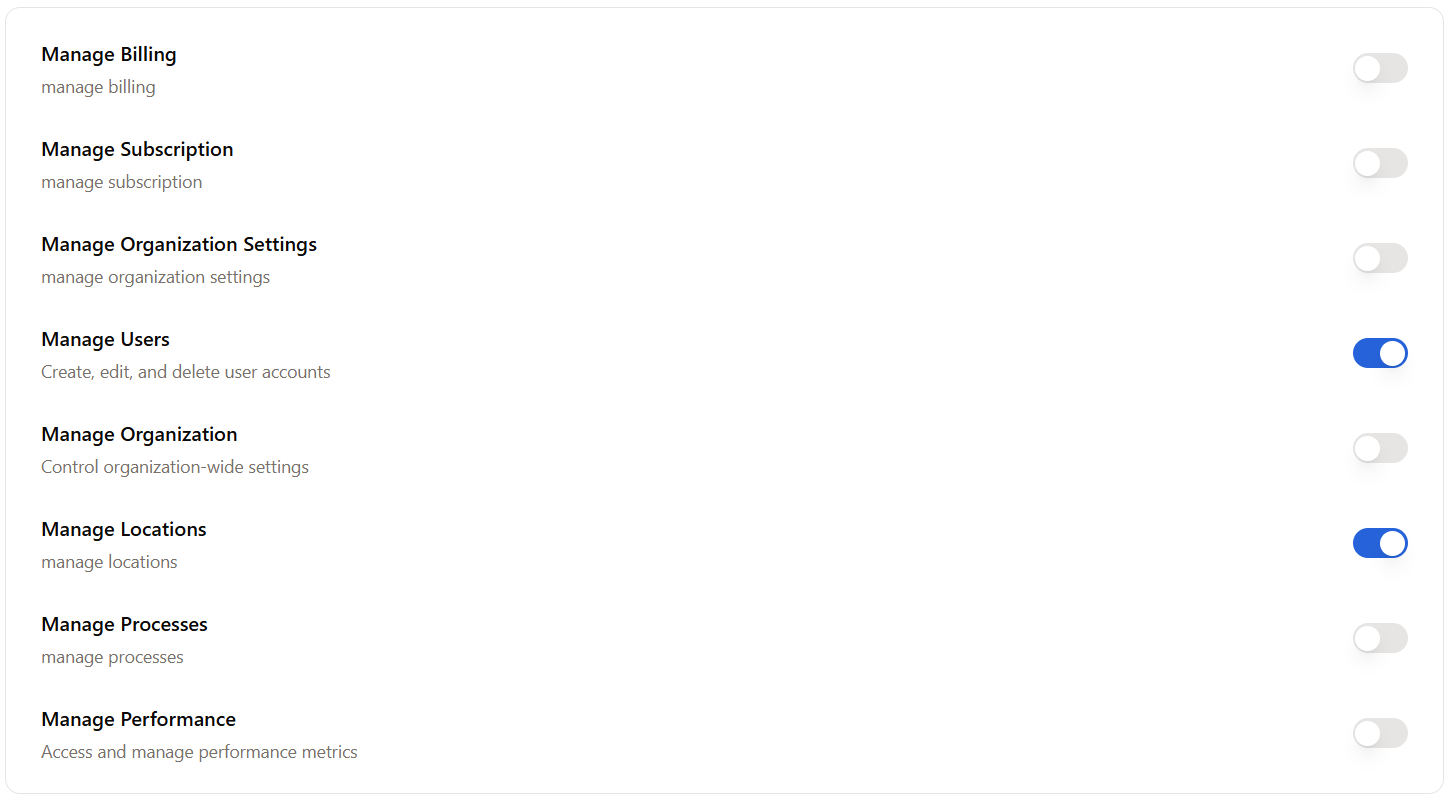 Manage Billing
manage billing
Manage Subscription
manage subscription
Manage Organization Settings
manage organization settings
Manage Users
Create, edit, and delete user accounts
Manage Organization
Control organization-wide settings
Manage Locations
manage locations
Manage Processes
manage processes
Manage Performance
Access and manage performance metrics